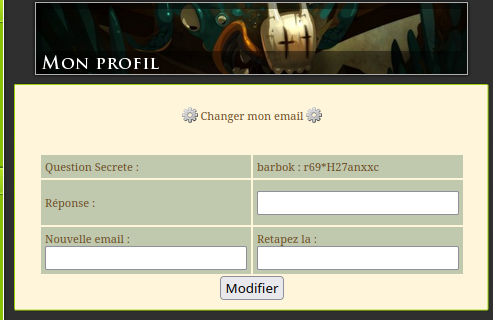 Mon profil
Changer mon email
Question Secrete : barbok : r69*H27anxxc
Réponse :
Nouvelle email : Retapez la :
Modifier